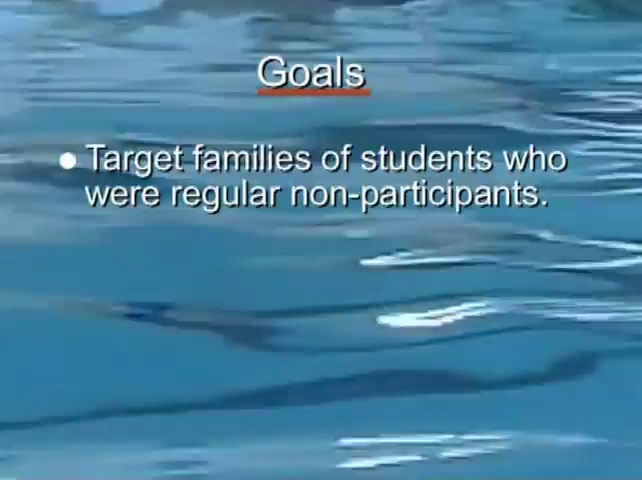 Goals
● Target families of students who
were regular non-participants.